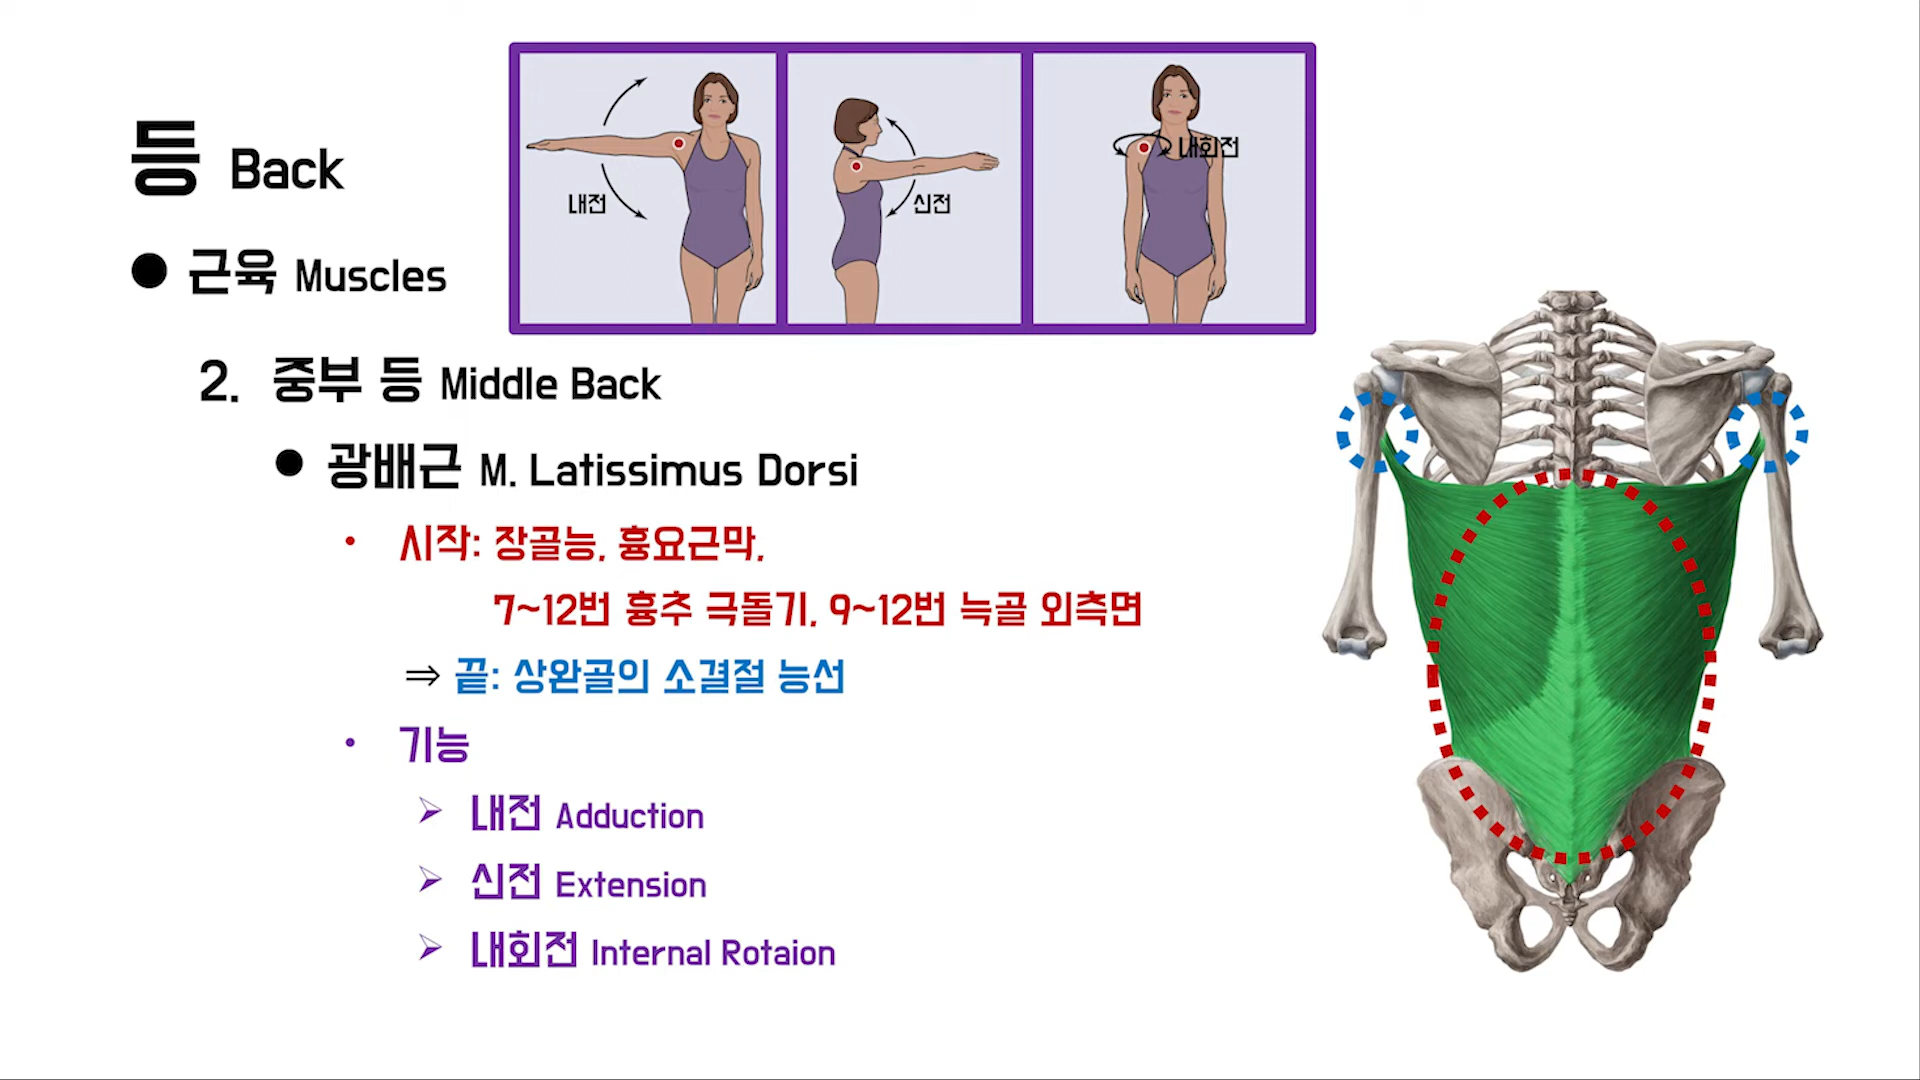 등 Back
내전
신전
내회전
● 근육 Muscles
2. 중부 등 Middle Back
● 광배근 M. Latissimus Dorsi
• 시작: 장골능, 흉요근막,
7~12번 흉추 극돌기, 9~12번 늑골 외측면
⇒ 끝: 상완골의 소결절 능선
• 기능
➢ 내전 Adduction
➢ 신전 Extension
➢ 내회전 Internal Rotaion